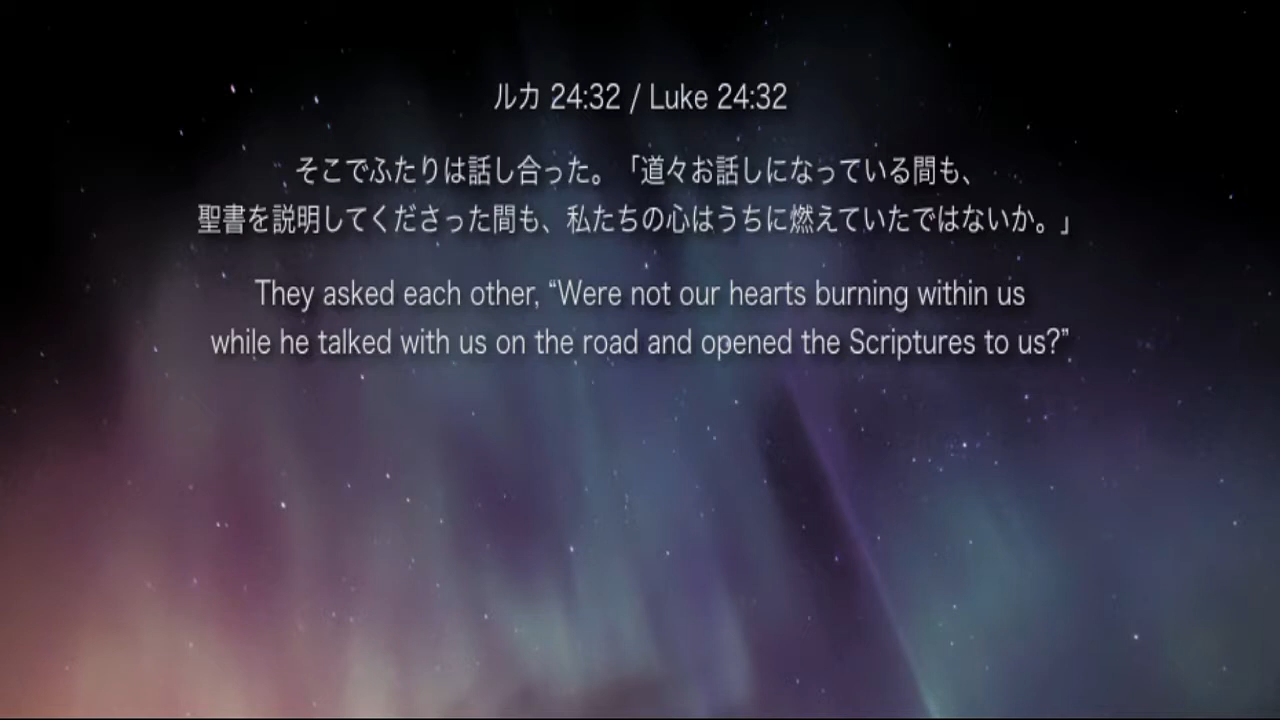 ルカ 24:32 / Luke 24:32
そこでふたりは話し合った。「道々お話しになっている間も、
聖書を説明してくださった間も、私たちの心はうちに燃えていたではないか。」
They asked each other, “Were not our hearts burning within us
while he talked with us on the road and opened the Scriptures to us?”